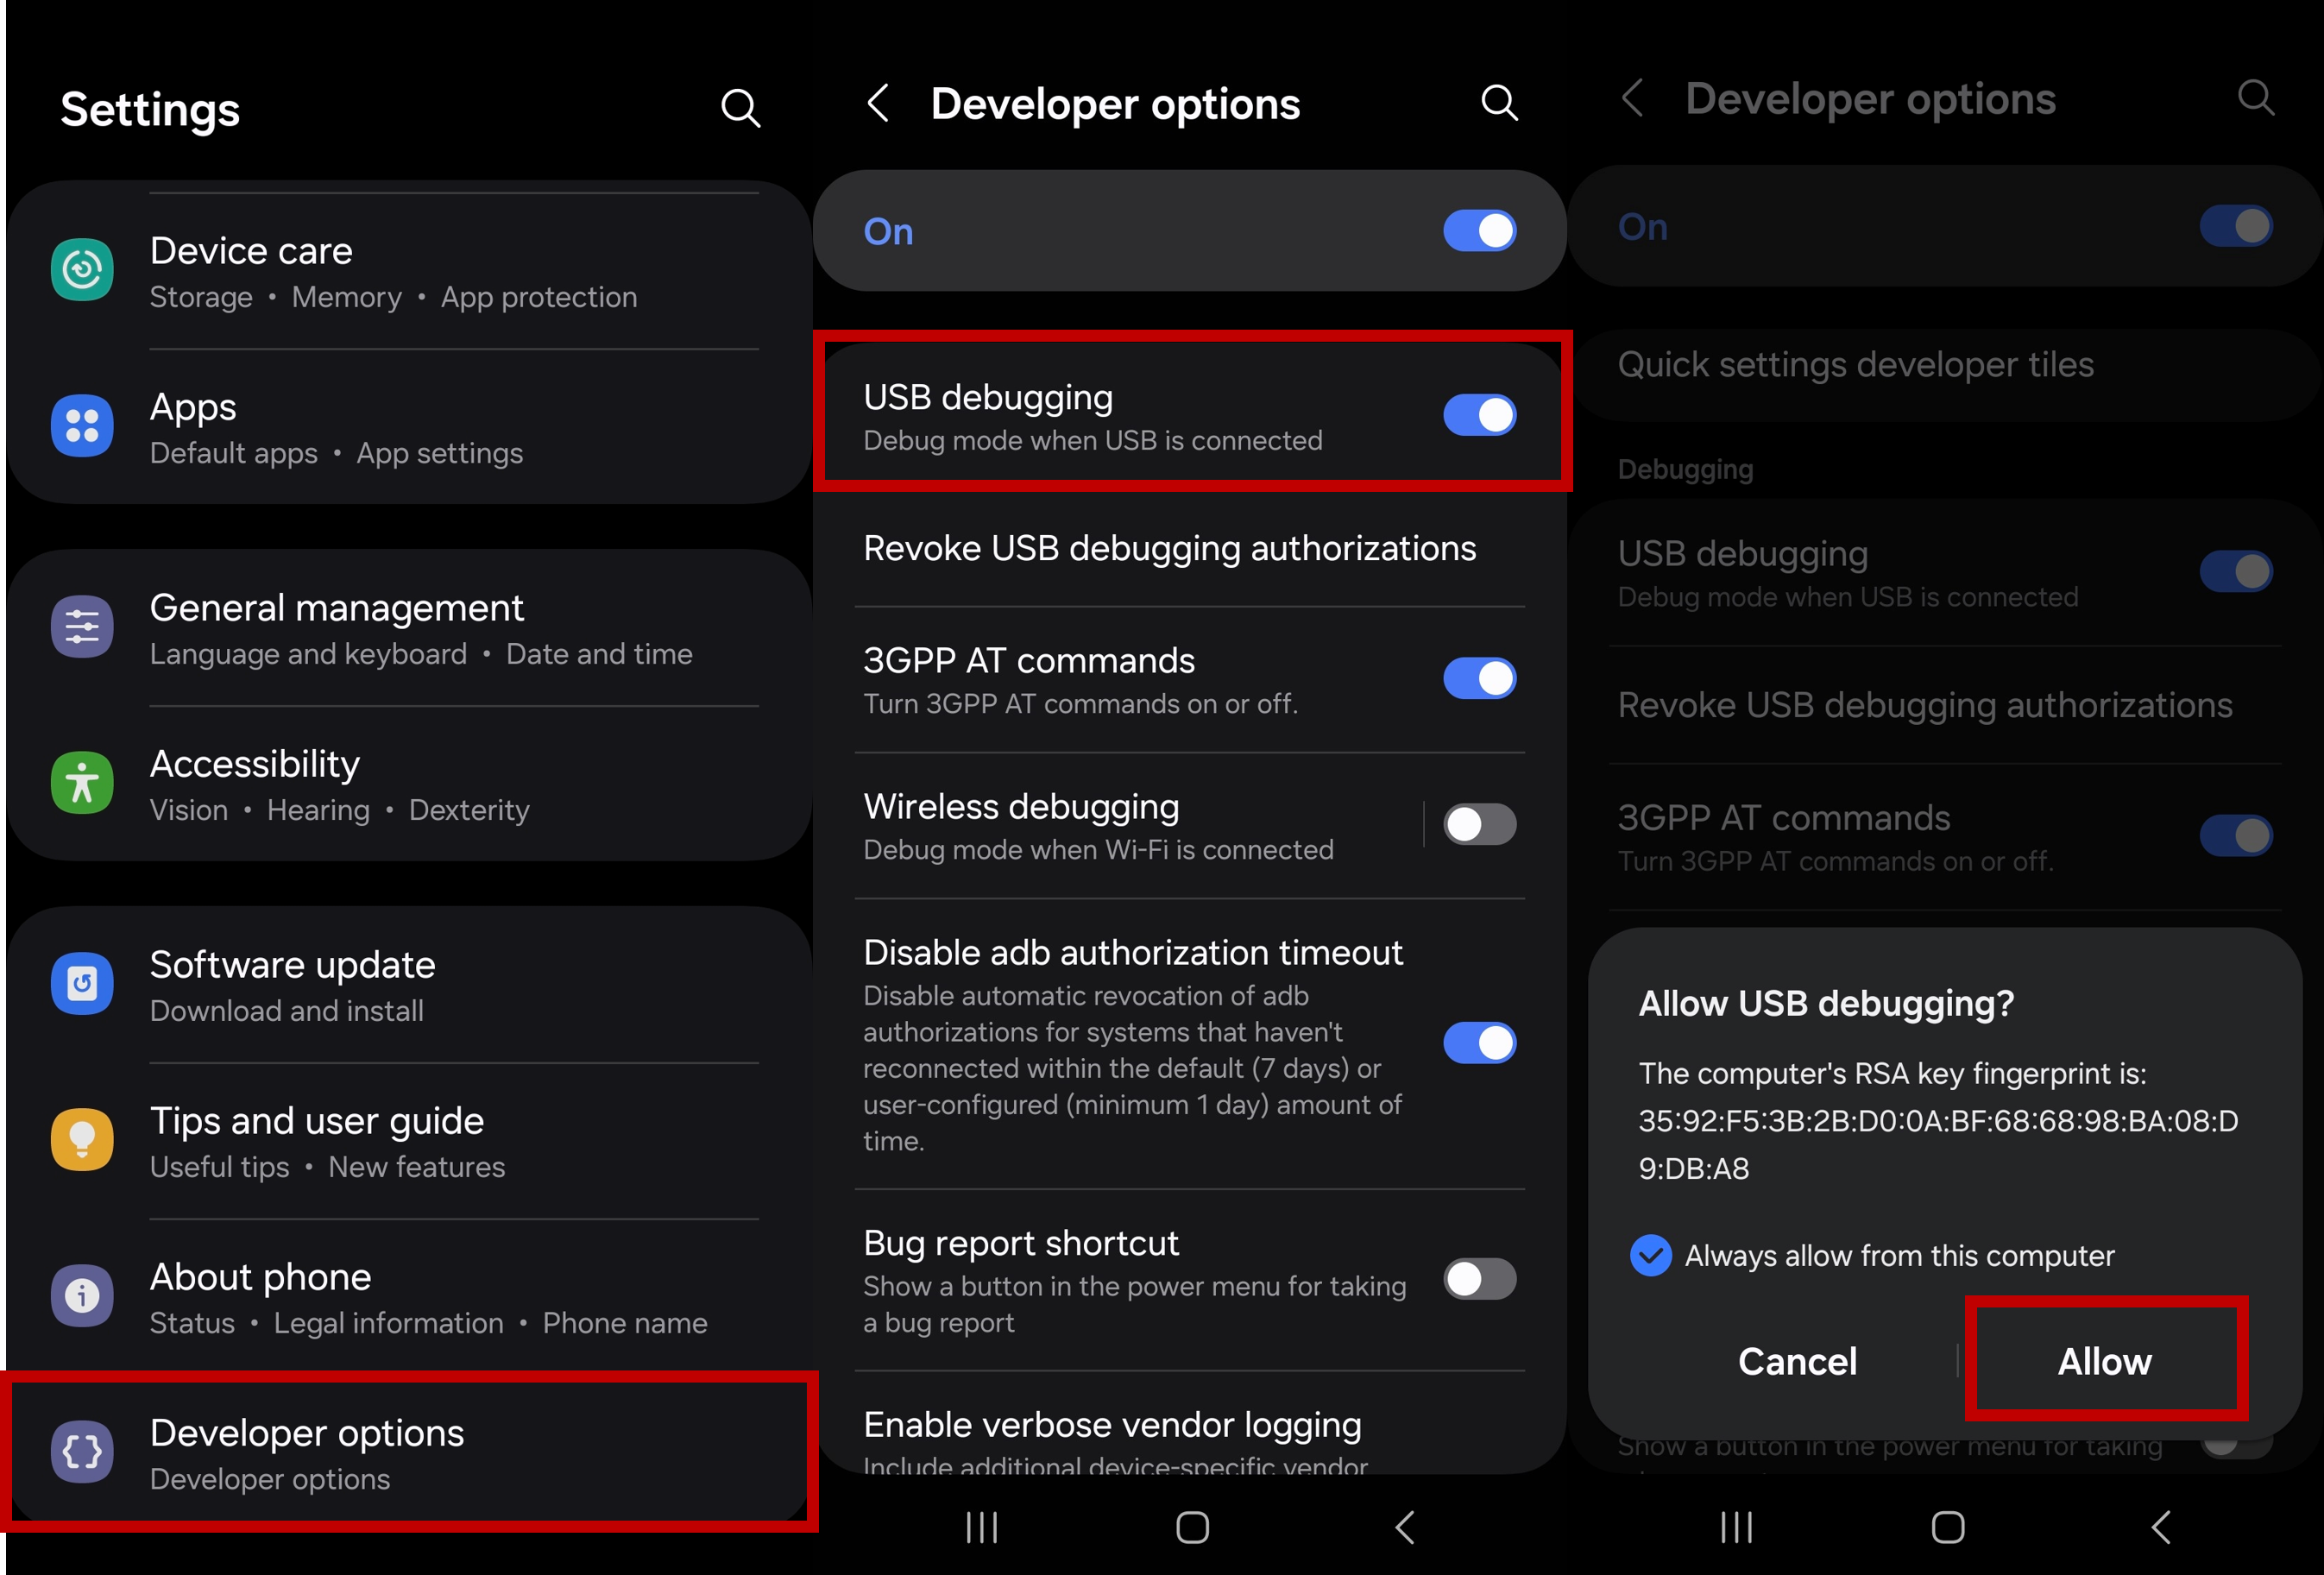 Settings
Device care
Storage • Memory • App protection
Apps
Default apps • App settings
General management
Language and keyboard • Date and time
Accessibility
Vision • Hearing • Dexterity
Software update
Download and install
Tips and user guide
Useful tips • New features
About phone
Status • Legal information • Phone name
Developer options
Developer options
Developer options
On
USB debugging
Debug mode when USB is connected
Revoke USB debugging authorizations
3GPP AT commands
Turn 3GPP AT commands on or off.
Wireless debugging
Debug mode when Wi-Fi is connected
Disable adb authorization timeout
Disable automatic revocation of adb
authorizations for systems that haven't
reconnected within the default (7 days) or
user-configured (minimum 1 day) amount of
time.
Bug report shortcut
Show a button in the power menu for taking
a bug report
Enable verbose vendor logging
Include additional device-specific vendor
Developer options
On
Quick settings developer tiles
Debugging
USB debugging
Debug mode when USB is connected
Revoke USB debugging authorizations
3GPP AT commands
Turn 3GPP AT commands on or off.
Allow USB debugging?
The computer's RSA key fingerprint is:
35:92:F5:3B:2B:D0:0A:BF:68:68:98:BA:08:D
9:DB:A8
Always allow from this computer
Cancel
Allow
Show a button in the power menu for taking